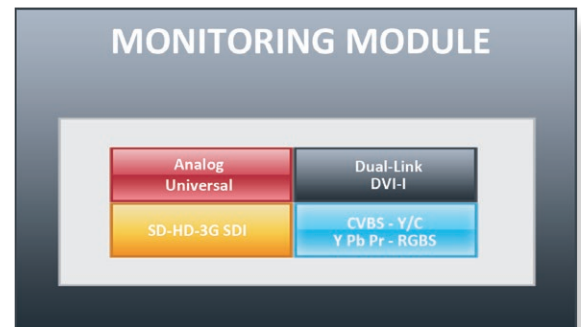 MONITORING MODULE
Analog
Universal
Dual-Link
DVI-I
SD-HD-3G SDI
CVBS - Y/C
Y Pb Pr - RGBS